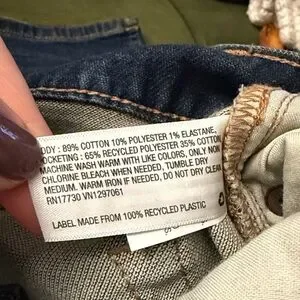 DDY : 89% COTTON 10% POLYESTER 1% ELASTANE,
OCKETING : 65% RECYCLED POLYESTER 35% COTTON
MACHINE WASH WARM WITH LIKE COLORS, ONLY NON
CHLORINE BLEACH WHEN NEEDED, TUMBLE DRY
MEDIUM. WARM IRON IF NEEDED, DO NOT DRY CLEAN
RN17730 VN1297061
LABEL MADE FROM 100% RECYCLED PLASTIC